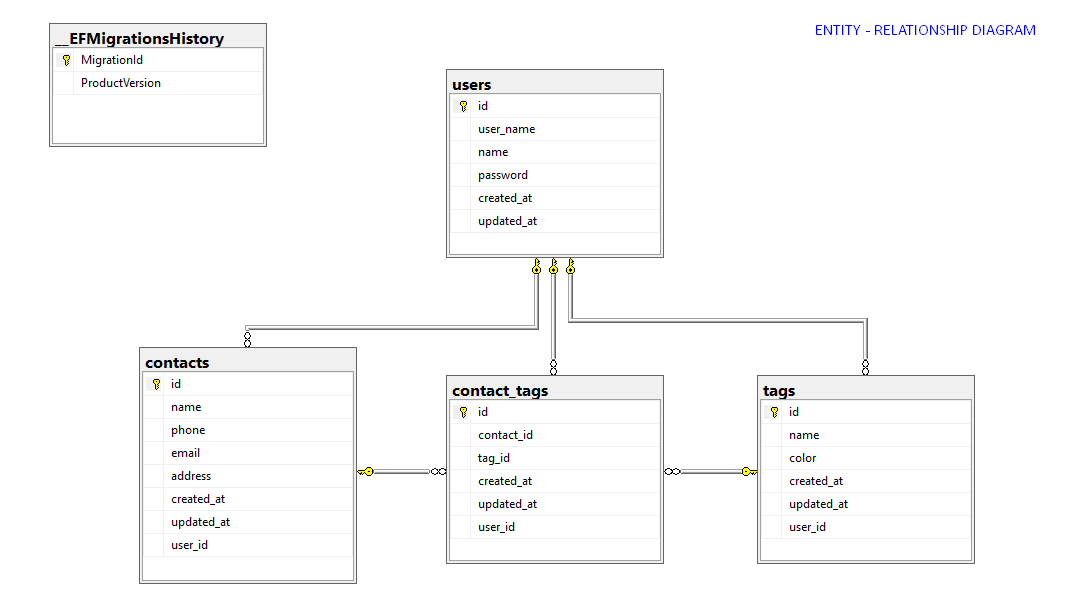 ENTITY - RELATIONSHIP DIAGRAM
__EFMigrationsHistory
MigrationId
ProductVersion
users
id
user_name
name
password
created_at
updated_at
contacts
id
name
phone
email
address
created_at
updated_at
user_id
contact_tags
id
contact_id
tag_id
created_at
updated_at
user_id
tags
id
name
color
created_at
updated_at
user_id